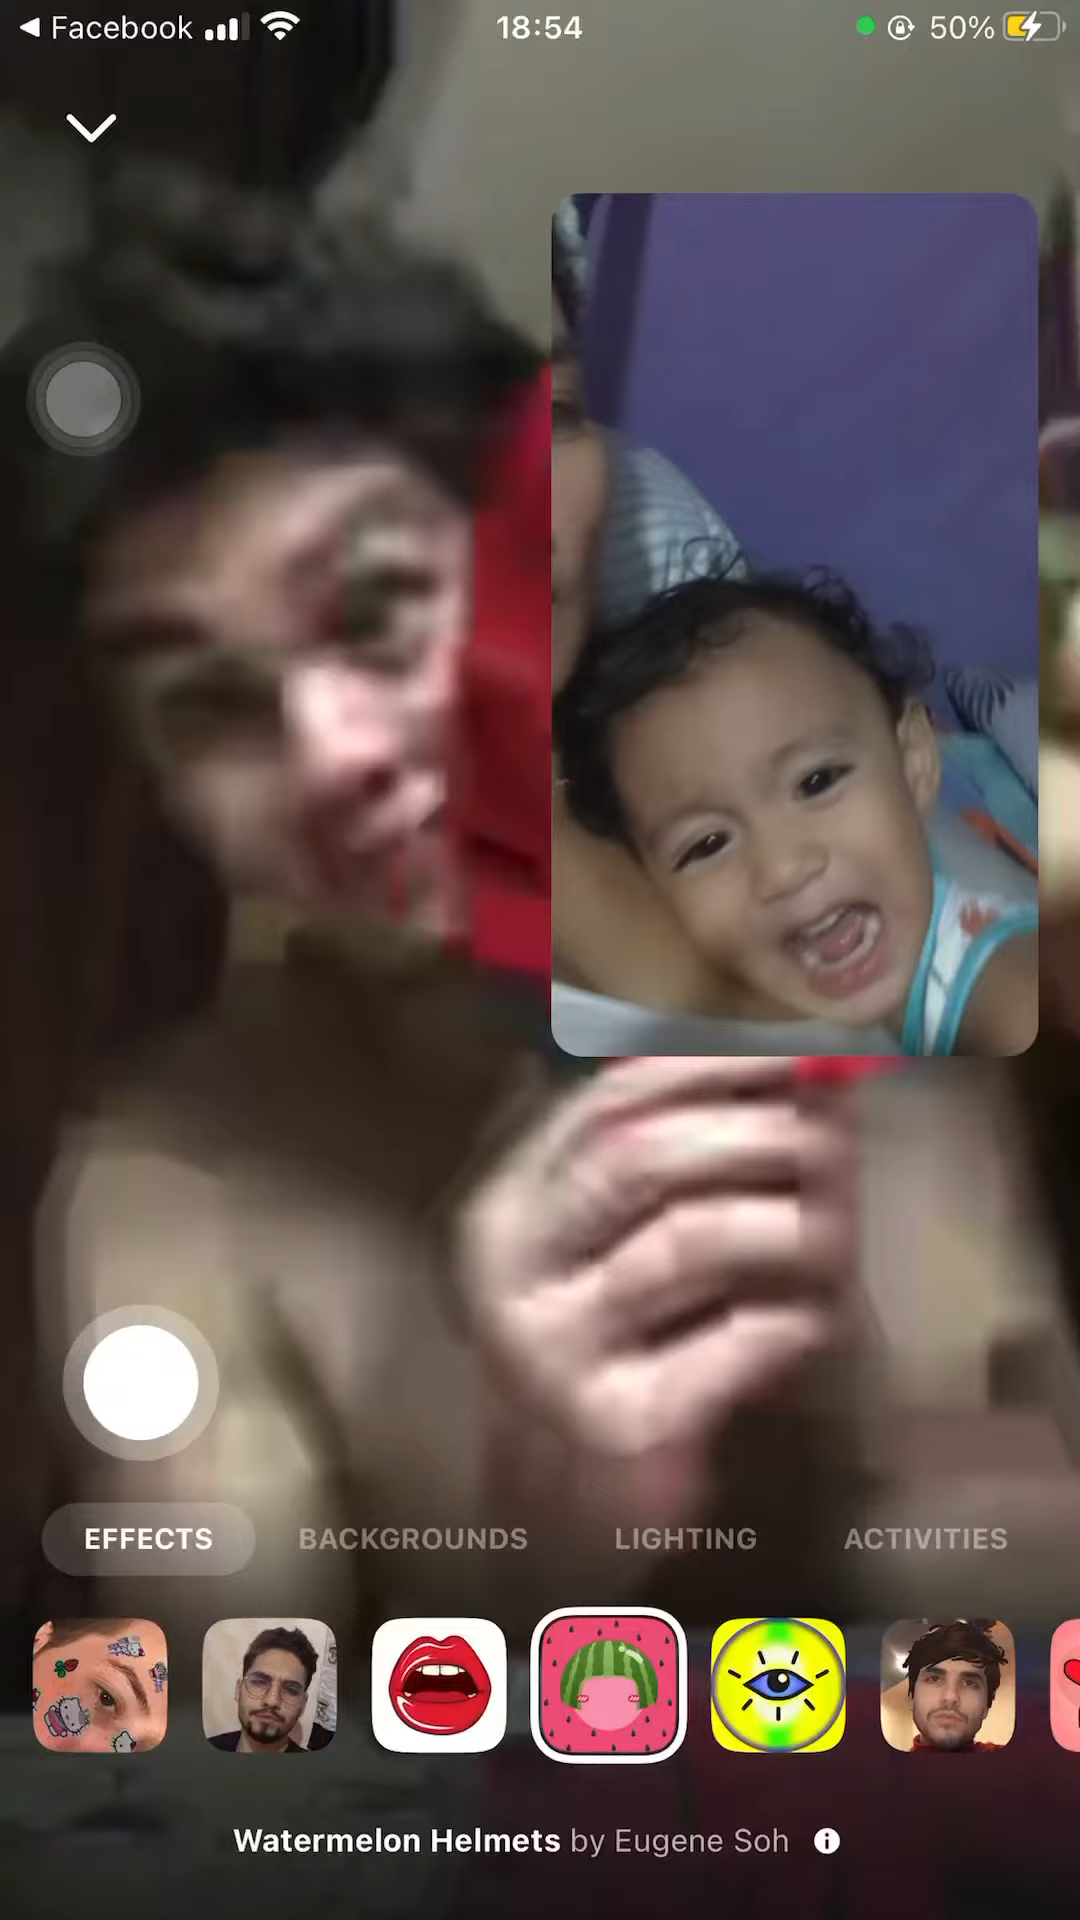 Facebook 18:54 50%
EFFECTS BACKGROUNDS LIGHTING ACTIVITIES
Watermelon Helmets by Eugene Soh